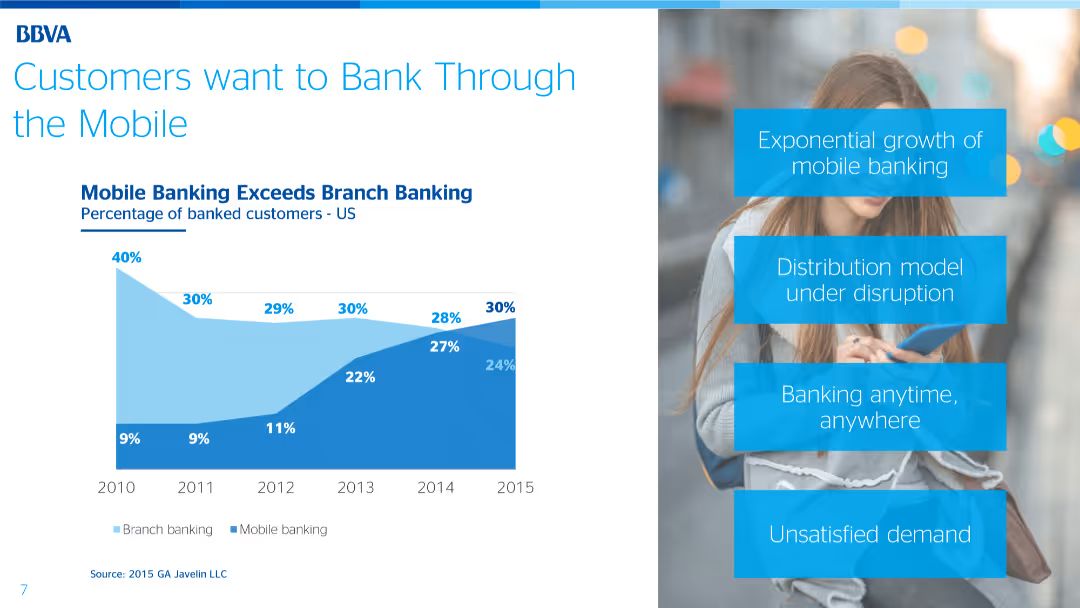 BBVA
Customers want to Bank Through
the Mobile
Mobile Banking Exceeds Branch Banking
Percentage of banked customers - US
40%
30%
29%
30%
28%
30%
9%
9%
11%
22%
27%
24%
2010
2011
2012
2013
2014
2015
Branch banking
Mobile banking
Source: 2015 GA Javelin LLC
7
Exponential growth of
mobile banking
Distribution model
under disruption
Banking anytime,
anywhere
Unsatisfied demand